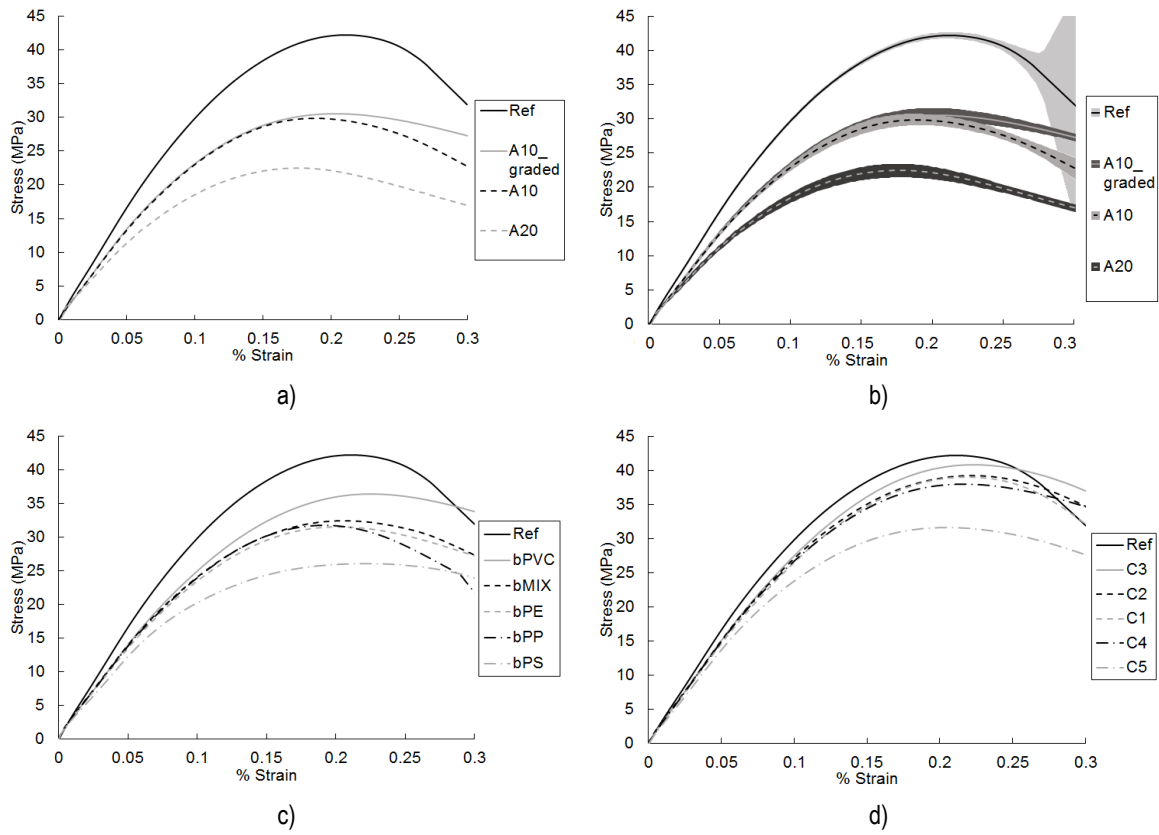 45
40
35
30
25
20
15
10
5
0
Stress (MPa)
0 0.05 0.1 0.15 0.2 0.25 0.3
% Strain
Ref
A10_
graded
A10
A20
a)
45
40
35
30
25
20
15
10
5
0
Stress (MPa)
0 0.05 0.1 0.15 0.2 0.25 0.3
% Strain
Ref
A10_
graded
A10
A20
b)
45
40
35
30
25
20
15
10
5
0
Stress (MPa)
0 0.05 0.1 0.15 0.2 0.25 0.3
% Strain
Ref
bPVC
bMIX
bPE
bPP
bPS
c)
45
40
35
30
25
20
15
10
5
0
Stress (MPa)
0 0.05 0.1 0.15 0.2 0.25 0.3
% Strain
Ref
C3
C2
C1
C4
C5
d)